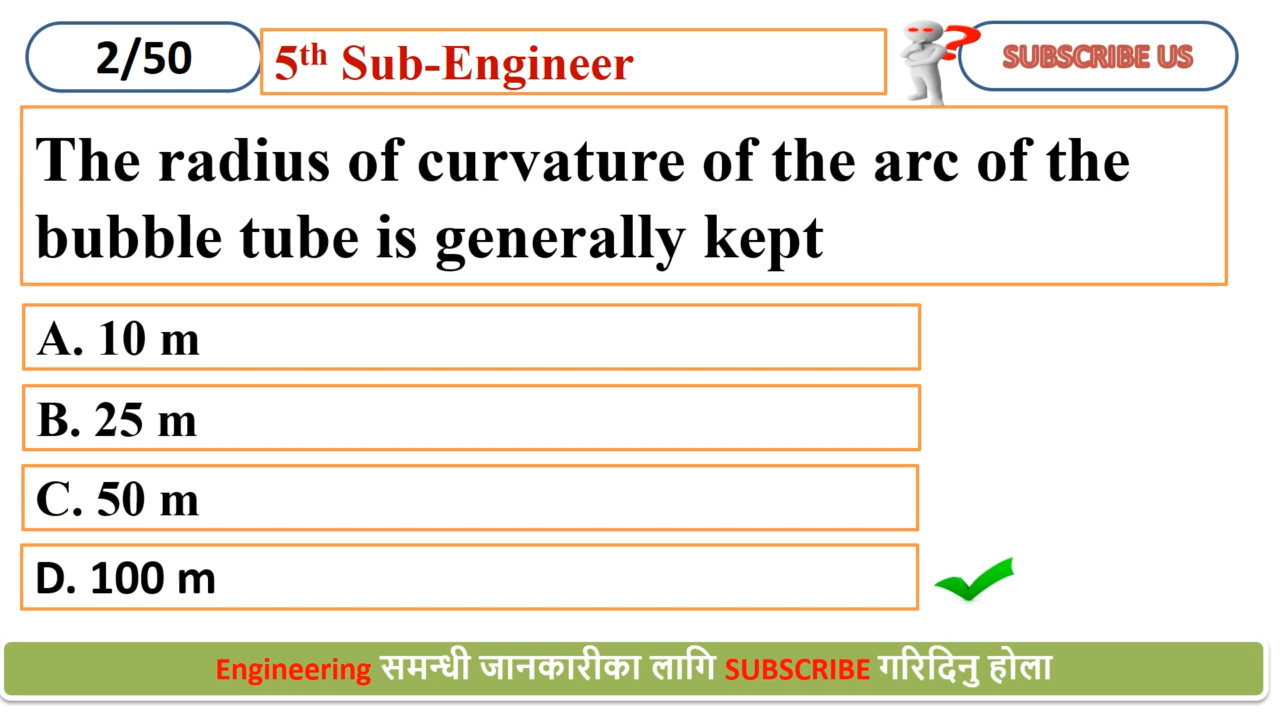 2/50
5th Sub-Engineer
SUBSCRIBE US
The radius of curvature of the arc of the
bubble tube is generally kept
A. 10 m
B. 25 m
C. 50 m
D. 100 m
Engineering समन्धी जानकारीका लागि SUBSCRIBE गरिदिनु होला